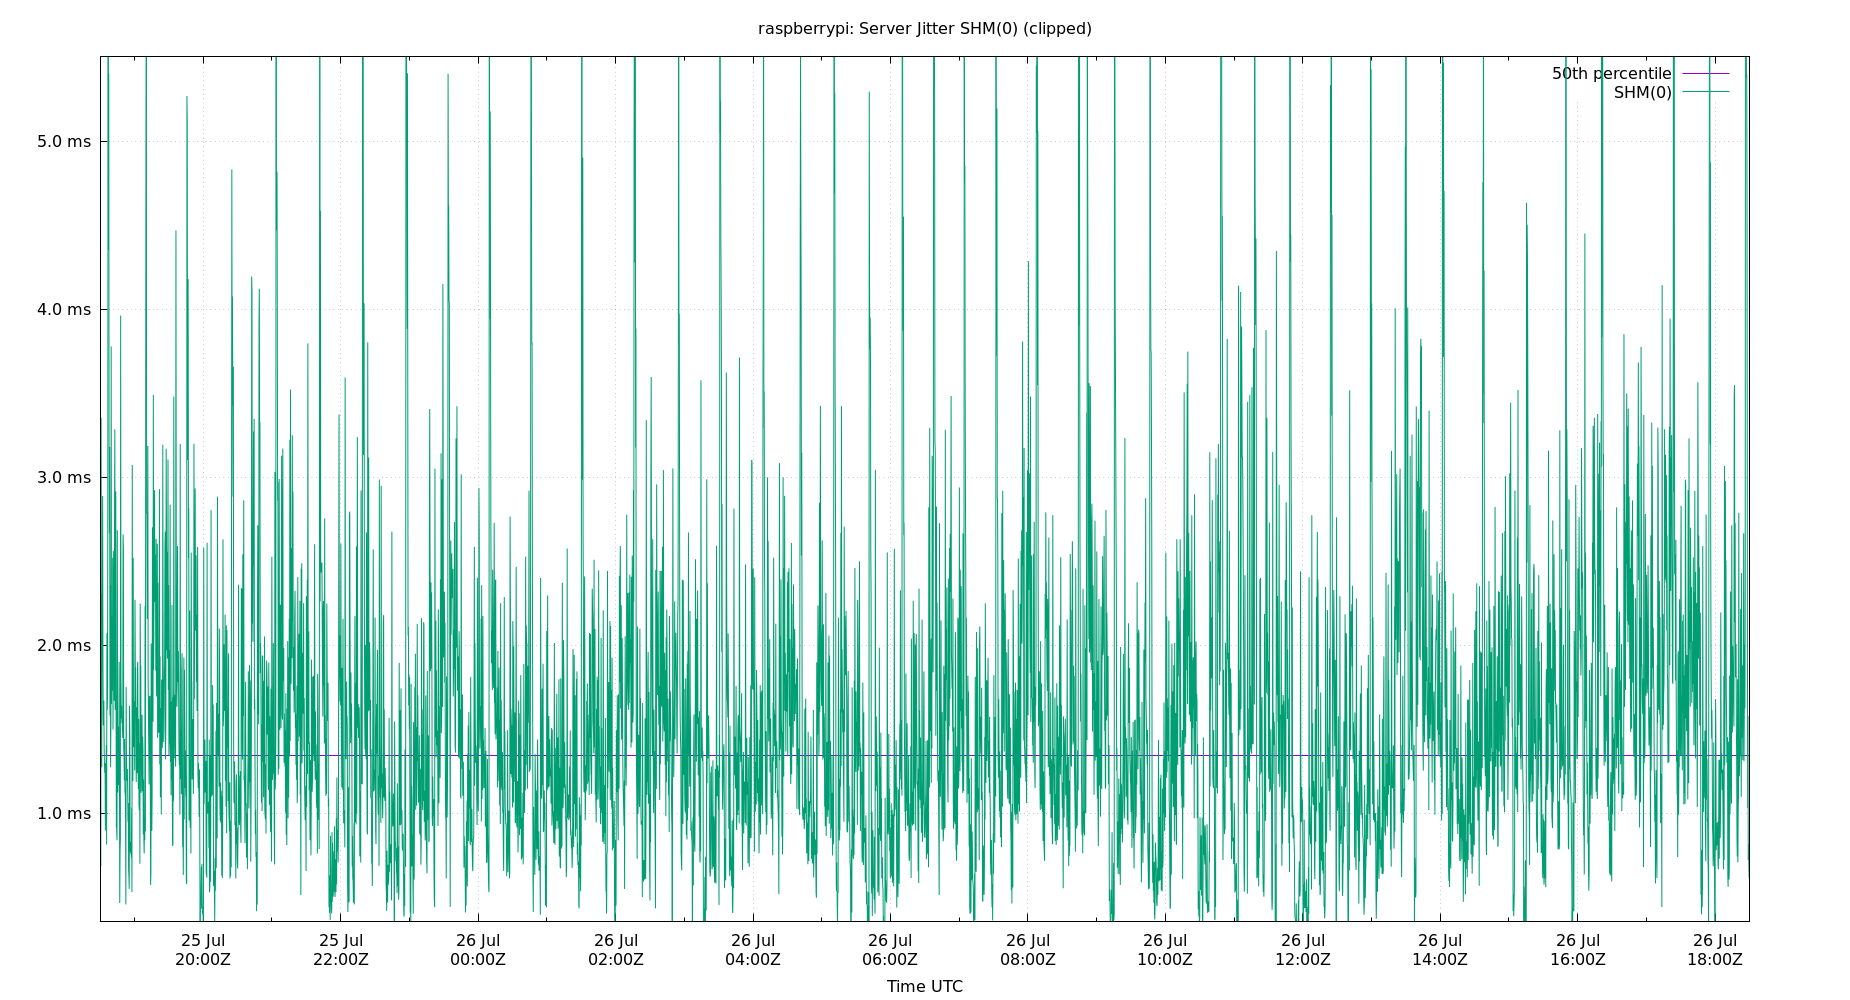 raspberrypi: Server Jitter SHM(0) (clipped)
50th percentile
SHM(0)
5.0 ms
4.0 ms
3.0 ms
2.0 ms
1.0 ms
25 Jul 25 Jul 26 Jul 26 Jul 26 Jul 26 Jul 26 Jul 26 Jul 26 Jul 26 Jul 26 Jul 26 Jul
20:00Z 22:00Z 00:00Z 02:00Z 04:00Z 06:00Z 08:00Z 10:00Z 12:00Z 14:00Z 16:00Z 18:00Z
Time UTC